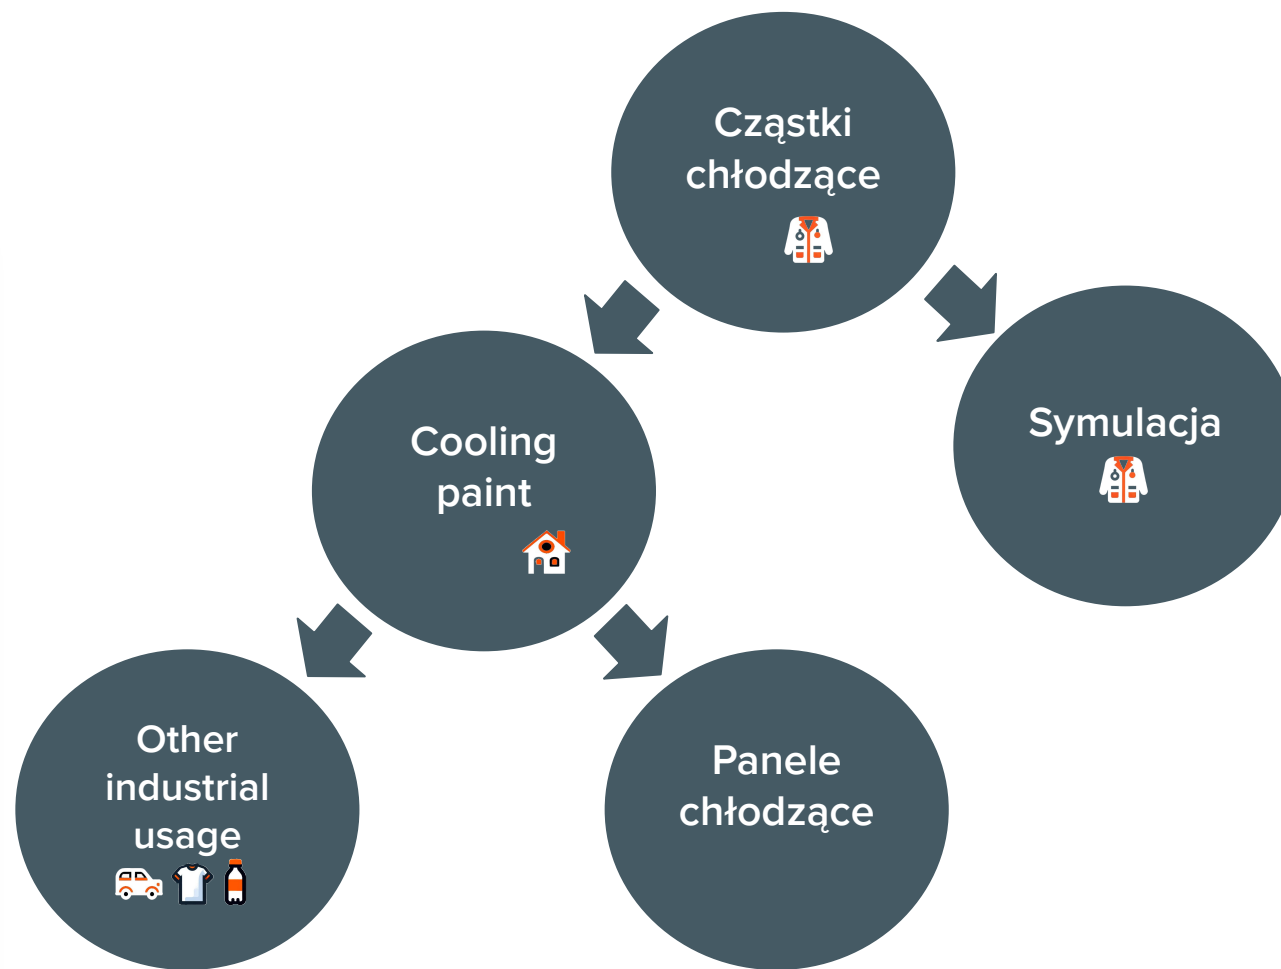 Cząstki
chłodzące
Symulacja
Cooling
paint
Other
industrial
usage
Panele
chłodzące